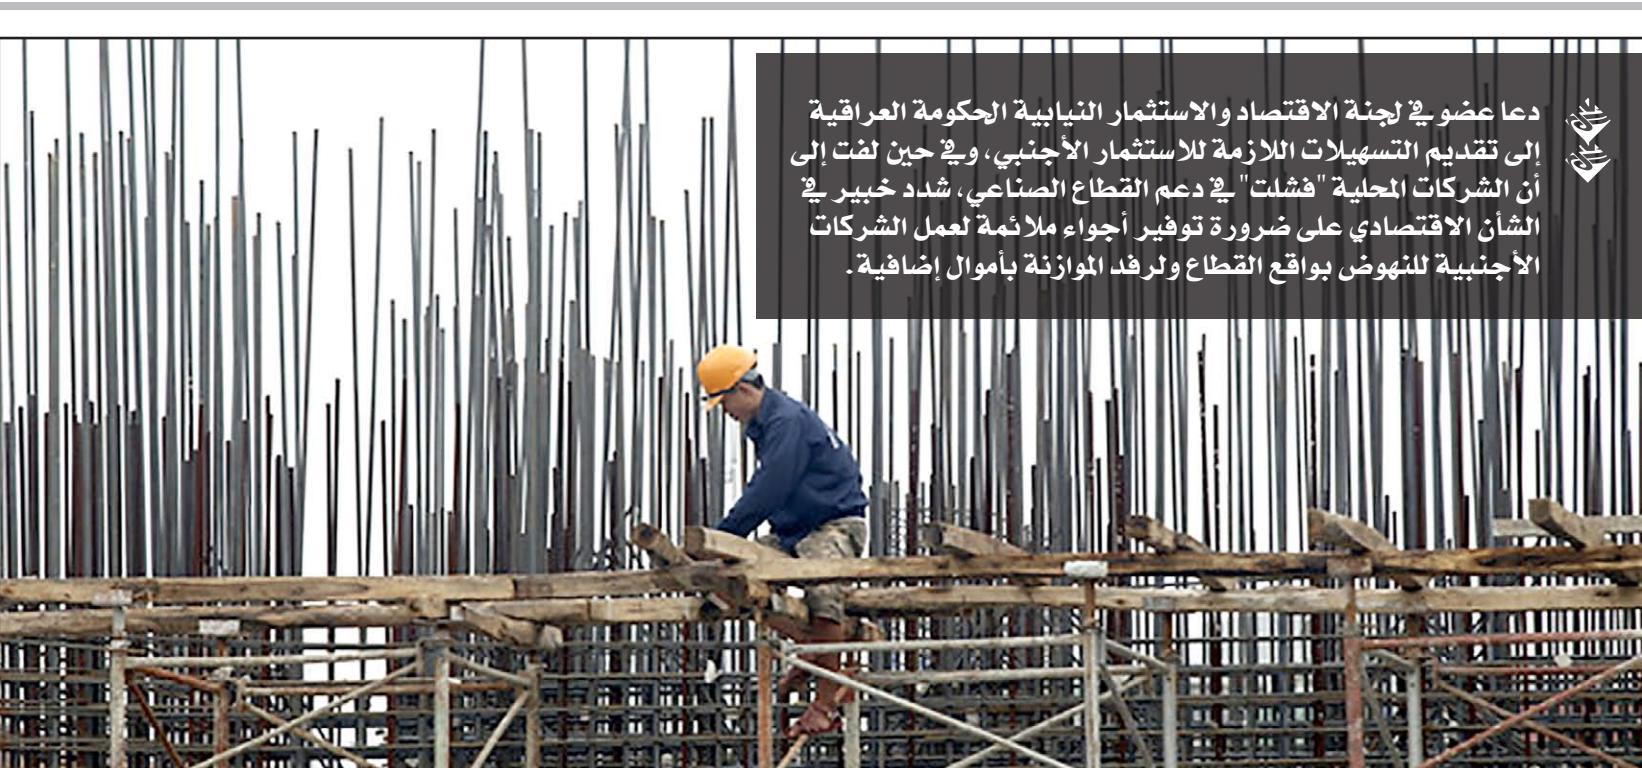 دعا عضو في لجنة الاقتصاد والاستثمار النيابية الحكومة العراقية
إلى تقديم التسهيلات اللازمة للاستثمار الأجنبي، وفي حين لفت إلى
أن الشركات المحلية "فشلت" في دعم القطاع الصناعي، شدد خبير في
الشأن الاقتصادي على ضرورة توفير أجواء ملائمة لعمل الشركات
الأجنبية للنهوض بواقع القطاع ولرفد الموازنة بأموال إضافية.